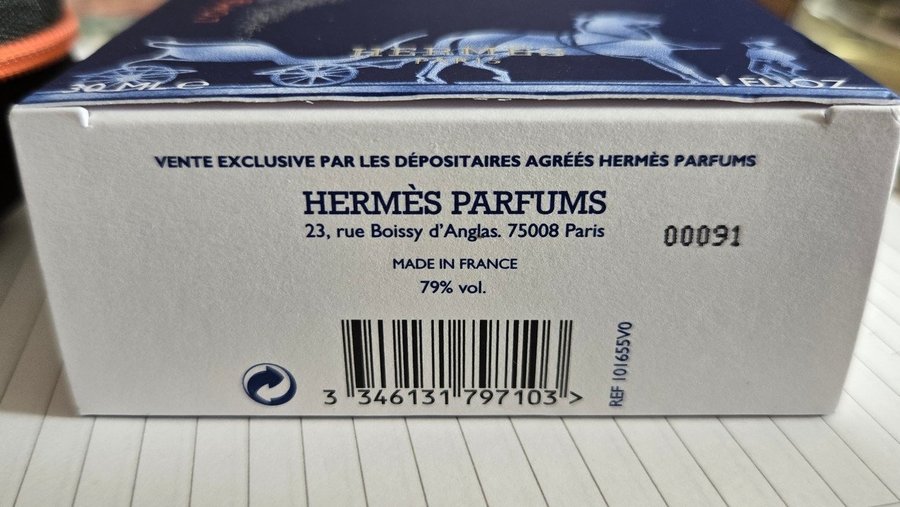 HERMÈS
PARIS
30 ML
1 FL. OZ
VENTE EXCLUSIVE PAR LES DÉPOSITAIRES AGRÉÉS HERMÈS PARFUMS
HERMÈS PARFUMS
23, rue Boissy d'Anglas. 75008 Paris
00091
MADE IN FRANCE
79% vol.
3 346131 797103 >
REF 101655V0